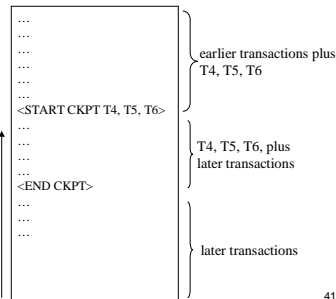 …
…
…
…
…
…
<START CKPT T4, T5, T6>
…
…
…
…
<END CKPT>
…
…
…
earlier transactions plus
T4, T5, T6
T4, T5, T6, plus
later transactions
later transactions
41